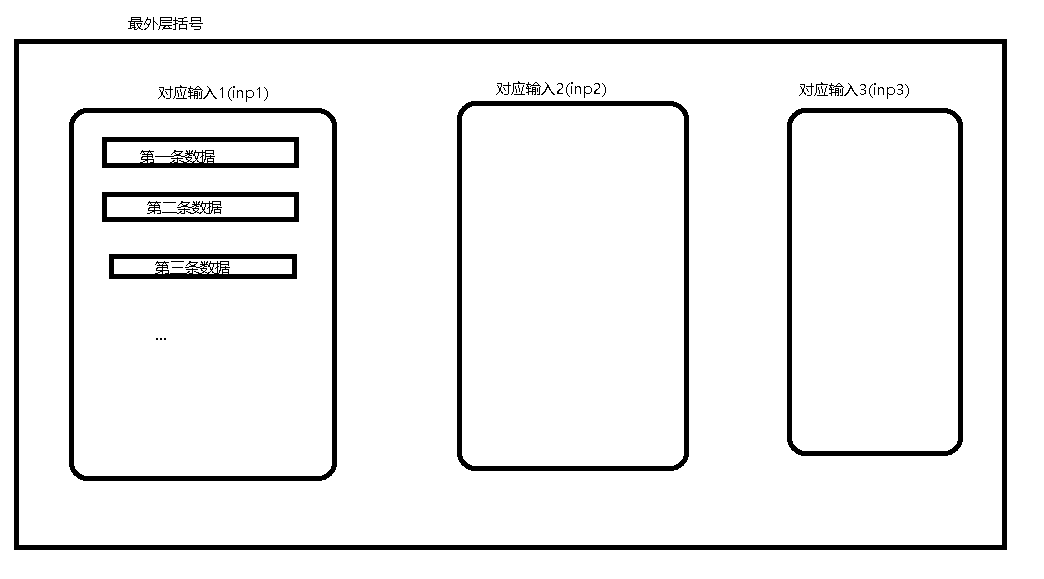 最外层括号
对应输入1(inp1)
对应输入2(inp2)
对应输入3(inp3)
第一条数据
第二条数据
第三条数据
...